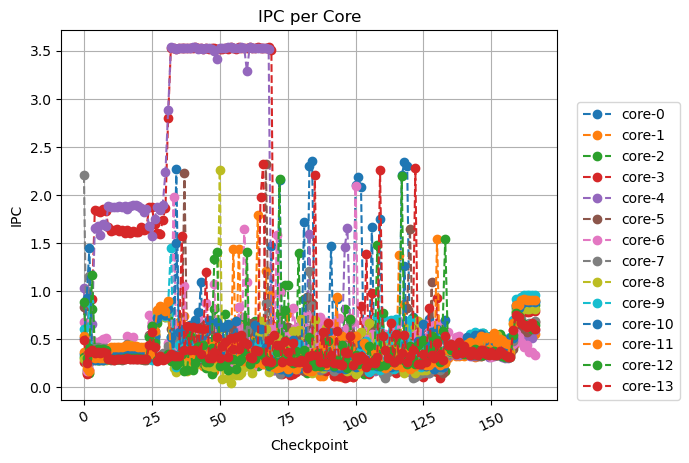 IPC per Core
IPC
3.5
3.0
2.5
2.0
1.5
1.0
0.5
0.0
0
25
50
75
100
125
150
Checkpoint
core-0
core-1
core-2
core-3
core-4
core-5
core-6
core-7
core-8
core-9
core-10
core-11
core-12
core-13